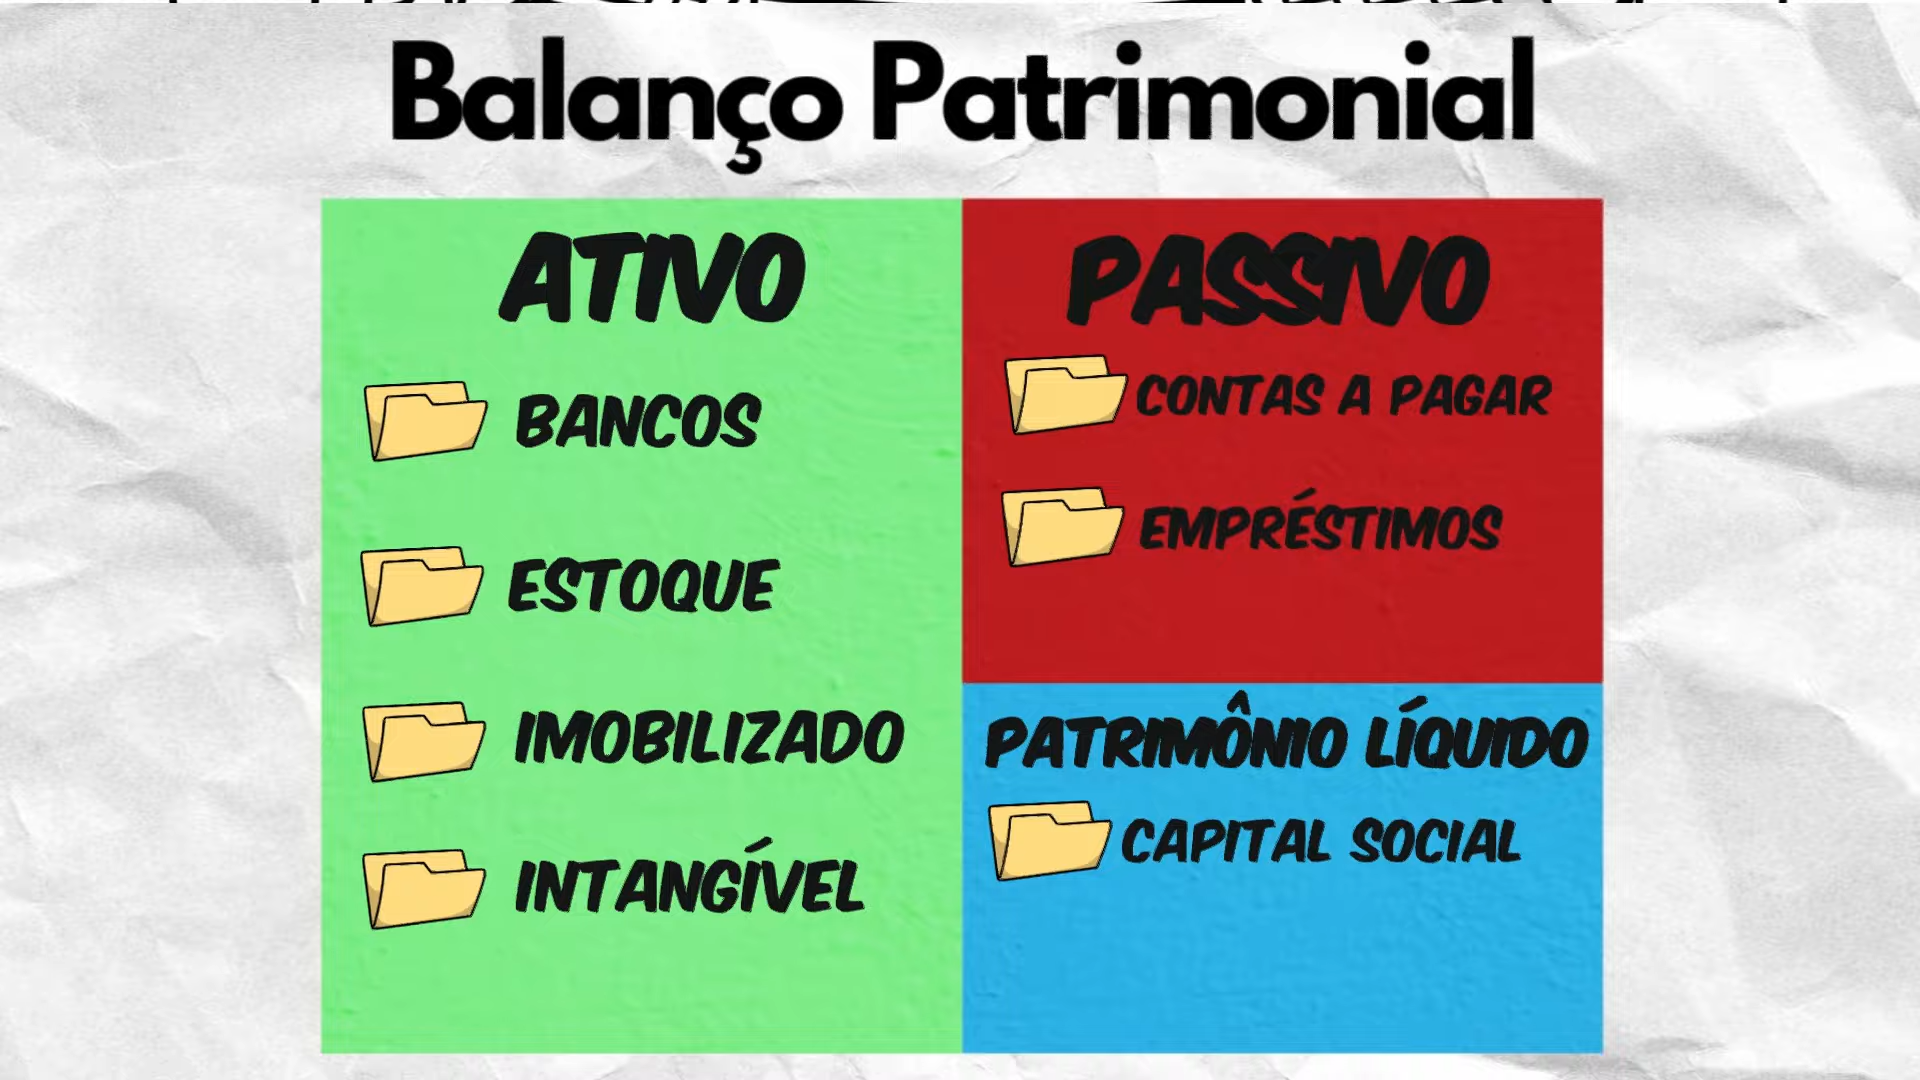 Balanço Patrimonial
ATIVO
BANCOS
ESTOQUE
IMOBILIZADO
INTANGÍVEL
PASSIVO
CONTAS A PAGAR
EMPRÉSTIMOS
PATRIMÔNIO LÍQUIDO
CAPITAL SOCIAL